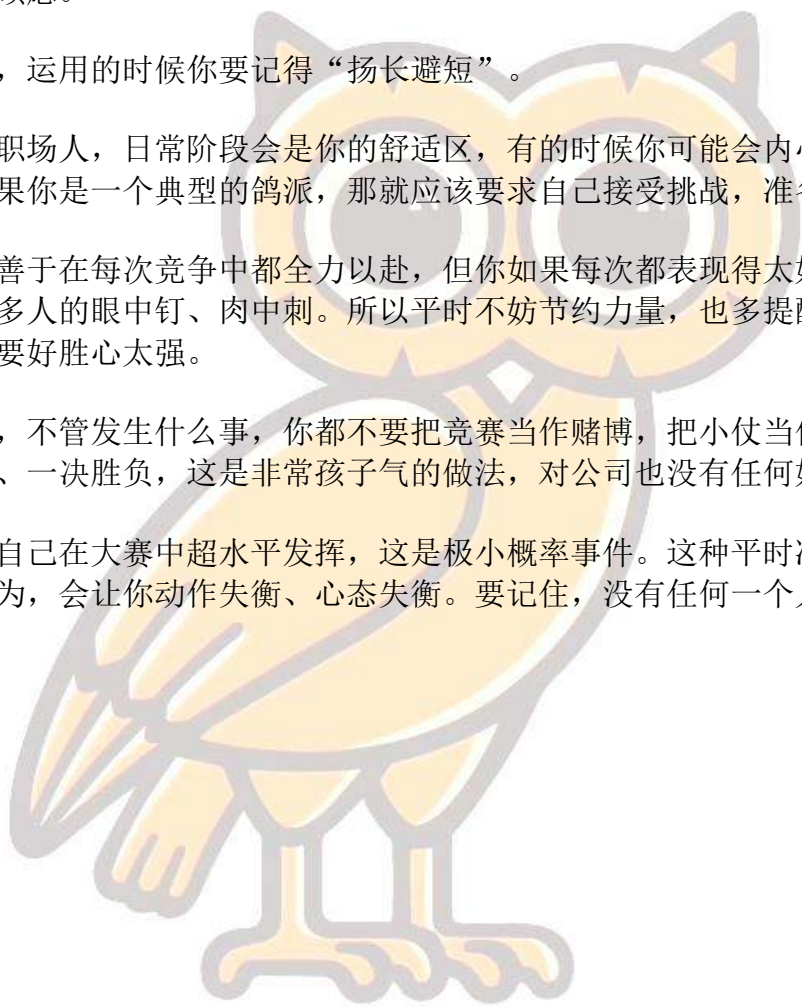 ，运用的时候你要记得“扬长避短”。
职场人，日常阶段会是你的舒适区，有的时候你可能会内
果你是一个典型的鸽派，那就应该要求自己接受挑战，准
善于在每次竞争中都全力以赴，但你如果每次都表现得太
多人的眼中钉、肉中刺。所以平时不妨节约力量，也多提
要好胜心太强。
，不管发生什么事，你都不要把竞赛当作赌博，把小仗当
、一决胜负，这是非常孩子气的做法，对公司也没有任何
自己在大赛中超水平发挥，这是极小概率事件。这种平时
为，会让你动作失衡、心态失衡。要记住，没有任何一个